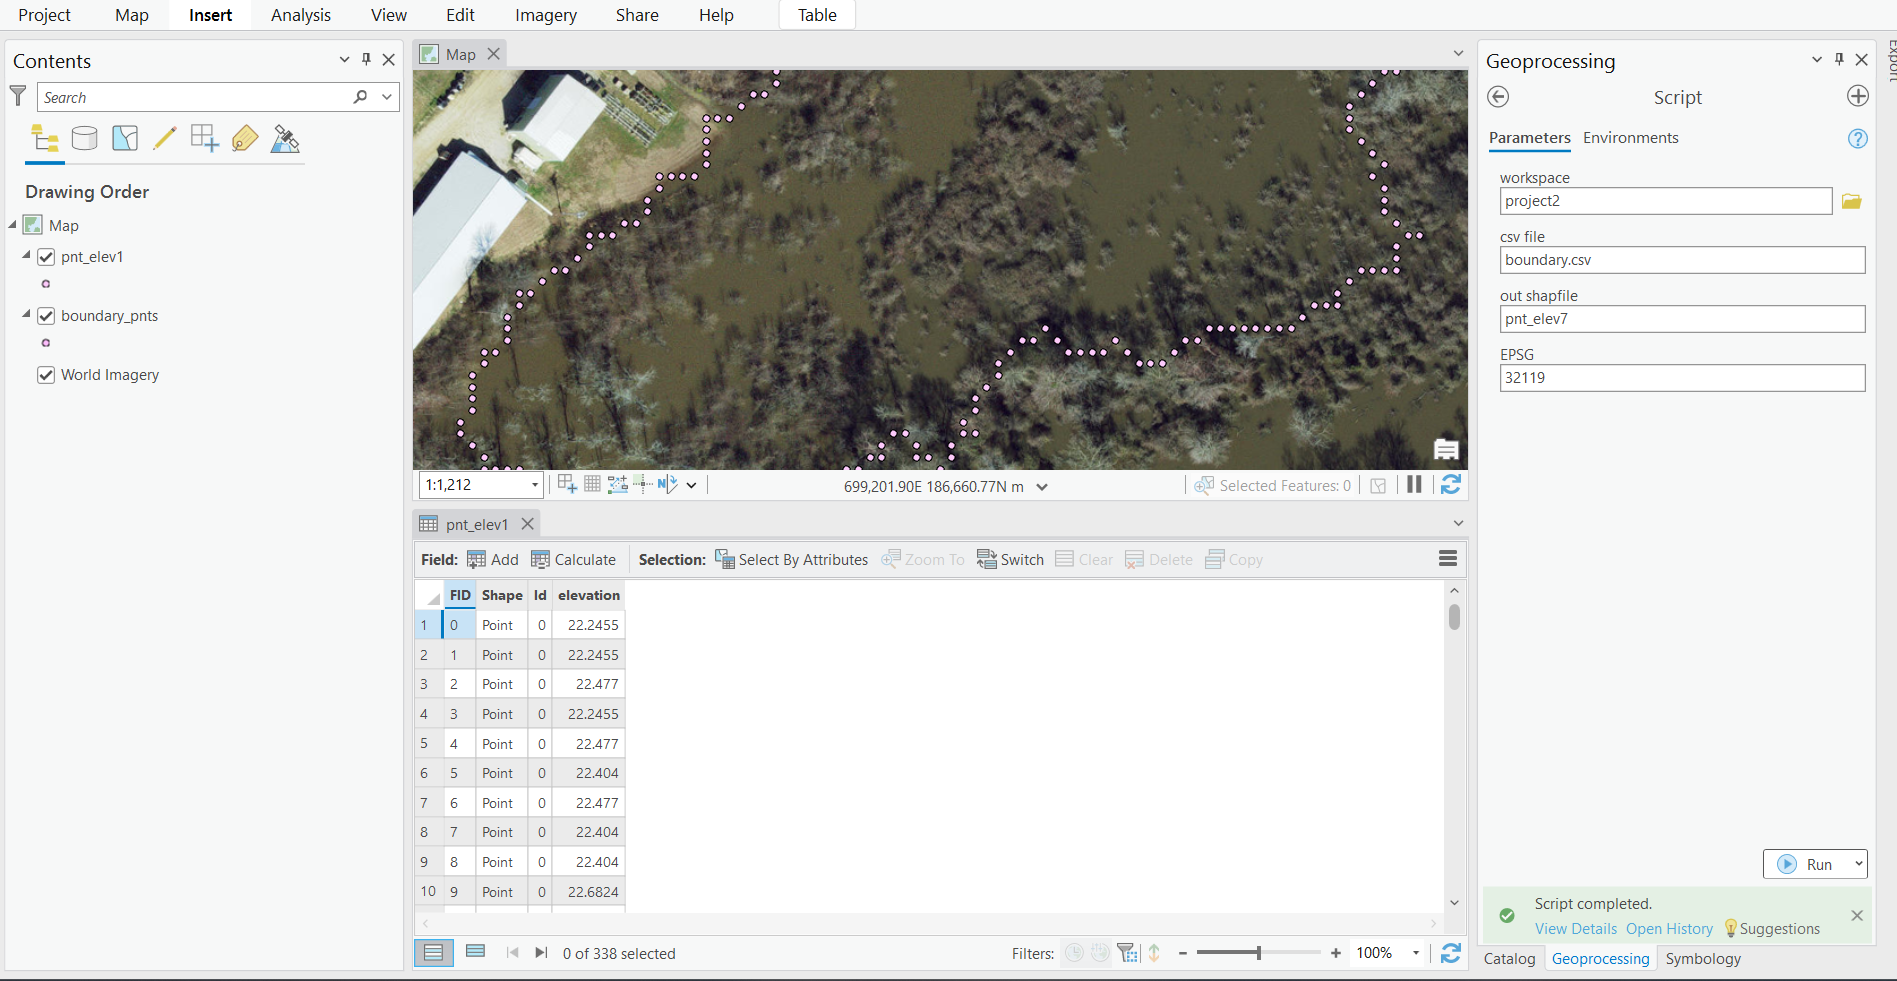 Project Map Insert Analysis View Edit Imagery Share Help Table
Contents
Search
Drawing Order
Map
pnt_elev1
boundary_pnts
World Imagery
Map
1:1,212
699,201.90E 186,660.77N m
Selected Features: 0
pnt_elev1
Field: Add Calculate Selection: Select By Attributes Zoom To Switch Clear Delete Copy
FID Shape Id elevation
1 0 Point 0 22.2455
2 1 Point 0 22.2455
3 2 Point 0 22.477
4 3 Point 0 22.2455
5 4 Point 0 22.477
6 5 Point 0 22.404
7 6 Point 0 22.477
8 7 Point 0 22.404
9 8 Point 0 22.404
10 9 Point 0 22.6824
0 of 338 selected
Filters:
100%
Geoprocessing
Script
Parameters Environments
workspace
project2
csv file
boundary.csv
out shapfile
pnt_elev7
EPSG
32119
Run
Script completed.
View Details Open History Suggestions
Catalog Geoprocessing Symbology
Export